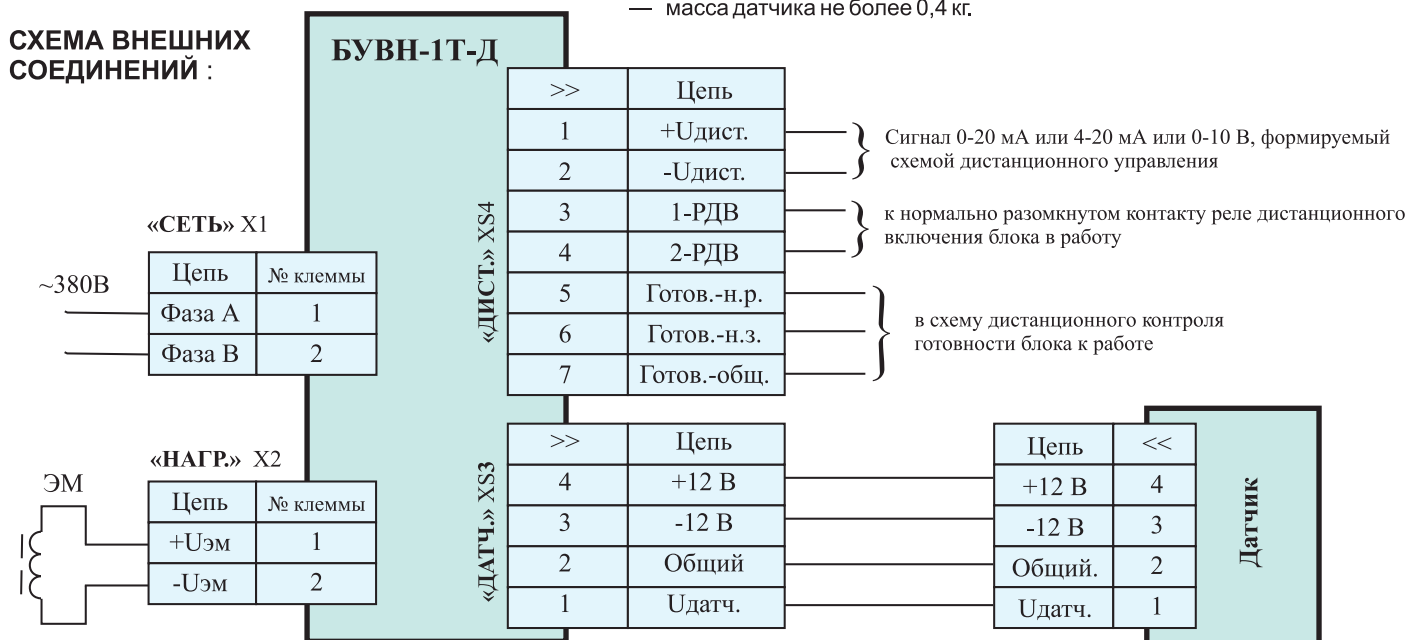 — масса датчика не более 0,4 кг.
СХЕМА ВНЕШНИХ
СОЕДИНЕНИЙ :
БУВН-1Т-Д
>> Цепь
1 +Uдист.
2 -Uдист.
3 1-РДВ
4 2-РДВ
5 Готов.-н.р.
6 Готов.-н.з.
7 Готов.-общ.
«ДИСТ.» XS4
Сигнал 0-20 мА или 4-20 мА или 0-10 В, формируемый
схемой дистанционного управления
к нормально разомкнутом контакту реле дистанционного
включения блока в работу
в схему дистанционного контроля
готовности блока к работе
«СЕТЬ» X1
~380В
Цепь № клеммы
Фаза А 1
Фаза В 2
«НАГР.» X2
ЭМ
Цепь № клеммы
+Uэм 1
-Uэм 2
«ДАТЧ.» XS3
>> Цепь
4 +12 В
3 -12 В
2 Общий
1 Uдатч.
Цепь <<
+12 В 4
-12 В 3
Общий. 2
Uдатч. 1
Датчик